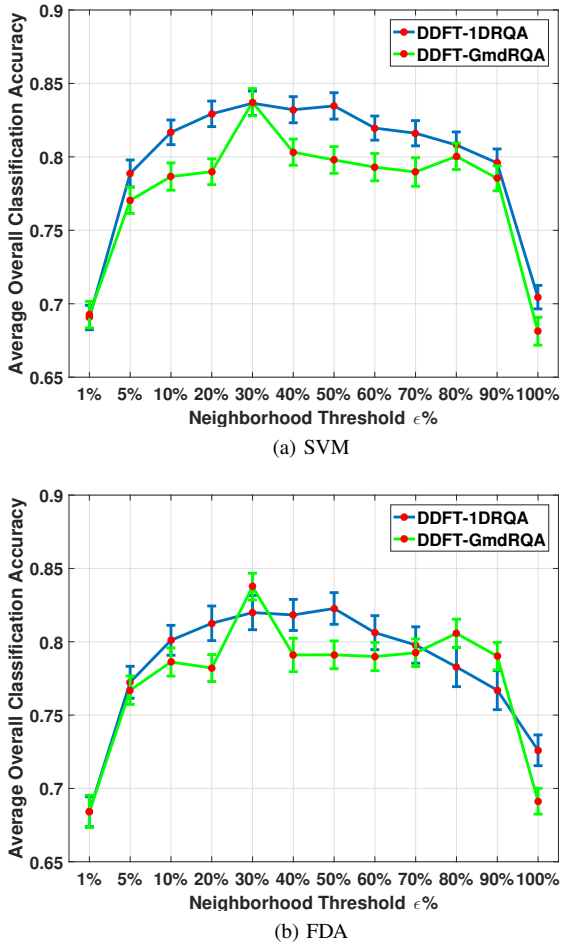 0.9
DDFT-1DRQA
DDFT-GmdRQA
0.85
0.8
0.75
0.7
0.65
Average Overall Classification Accuracy
1% 5% 10% 20% 30% 40% 50% 60% 70% 80% 90% 100%
Neighborhood Threshold ϵ%
(a) SVM
0.9
DDFT-1DRQA
DDFT-GmdRQA
0.85
0.8
0.75
0.7
0.65
Average Overall Classification Accuracy
1% 5% 10% 20% 30% 40% 50% 60% 70% 80% 90% 100%
Neighborhood Threshold ϵ%
(b) FDA